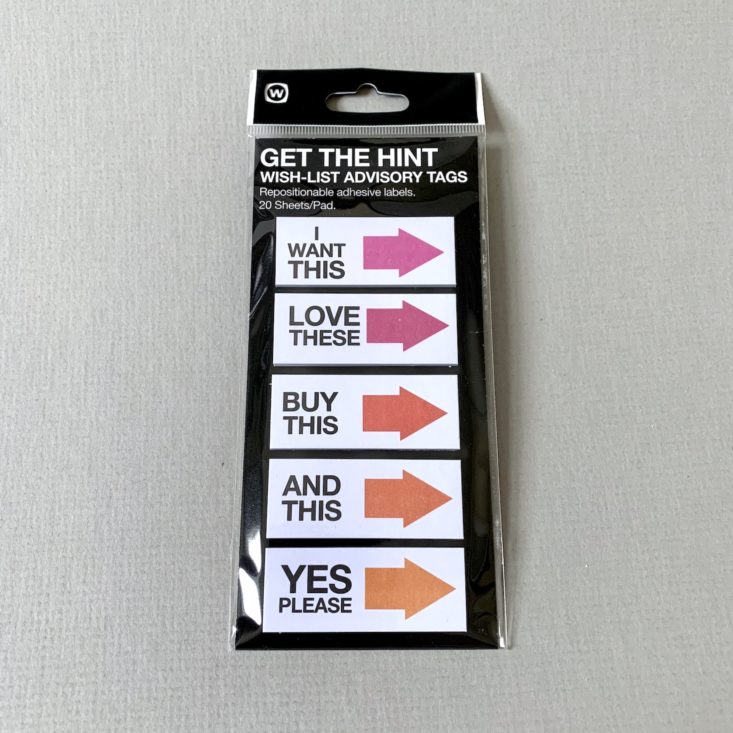 W
GET THE HINT
WISH-LIST ADVISORY TAGS
Repositionable adhesive labels.
20 Sheets/Pad.
I
WANT
THIS
LOVE
THESE
BUY
THIS
AND
THIS
YES
PLEASE